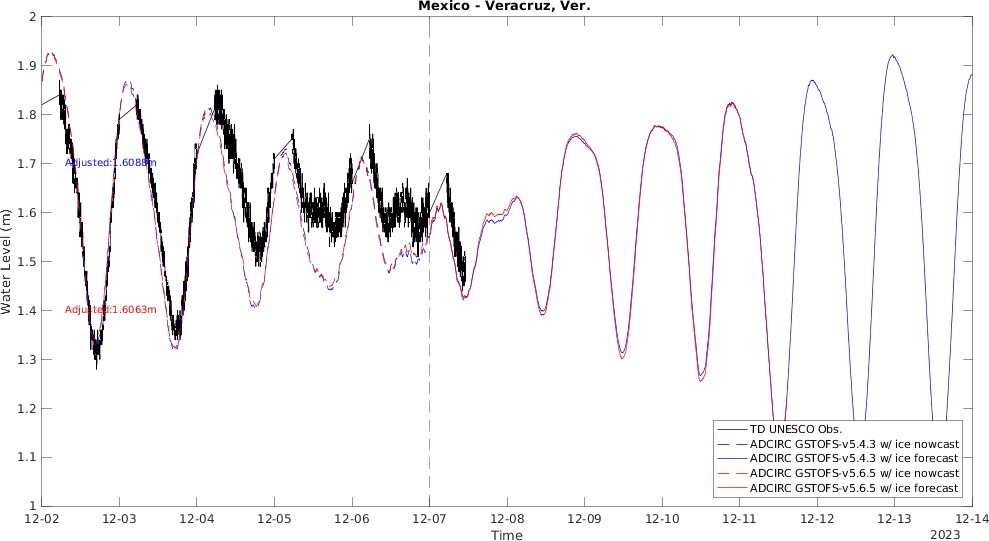 Mexico - Veracruz, Ver.
2
1.9
1.8
1.7
1.6
1.5
1.4
1.3
1.2
1.1
1
Water Level (m)
Adjusted:1.6088m
Adjusted:1.6063m
TD UNESCO Obs.
ADCIRC GSTOFS-v5.4.3 w/ ice nowcast
ADCIRC GSTOFS-v5.4.3 w/ ice forecast
ADCIRC GSTOFS-v5.6.5 w/ ice nowcast
ADCIRC GSTOFS-v5.6.5 w/ ice forecast
12-02 12-03 12-04 12-05 12-06 12-07 12-08 12-09 12-10 12-11 12-12 12-13 12-14
Time
2023